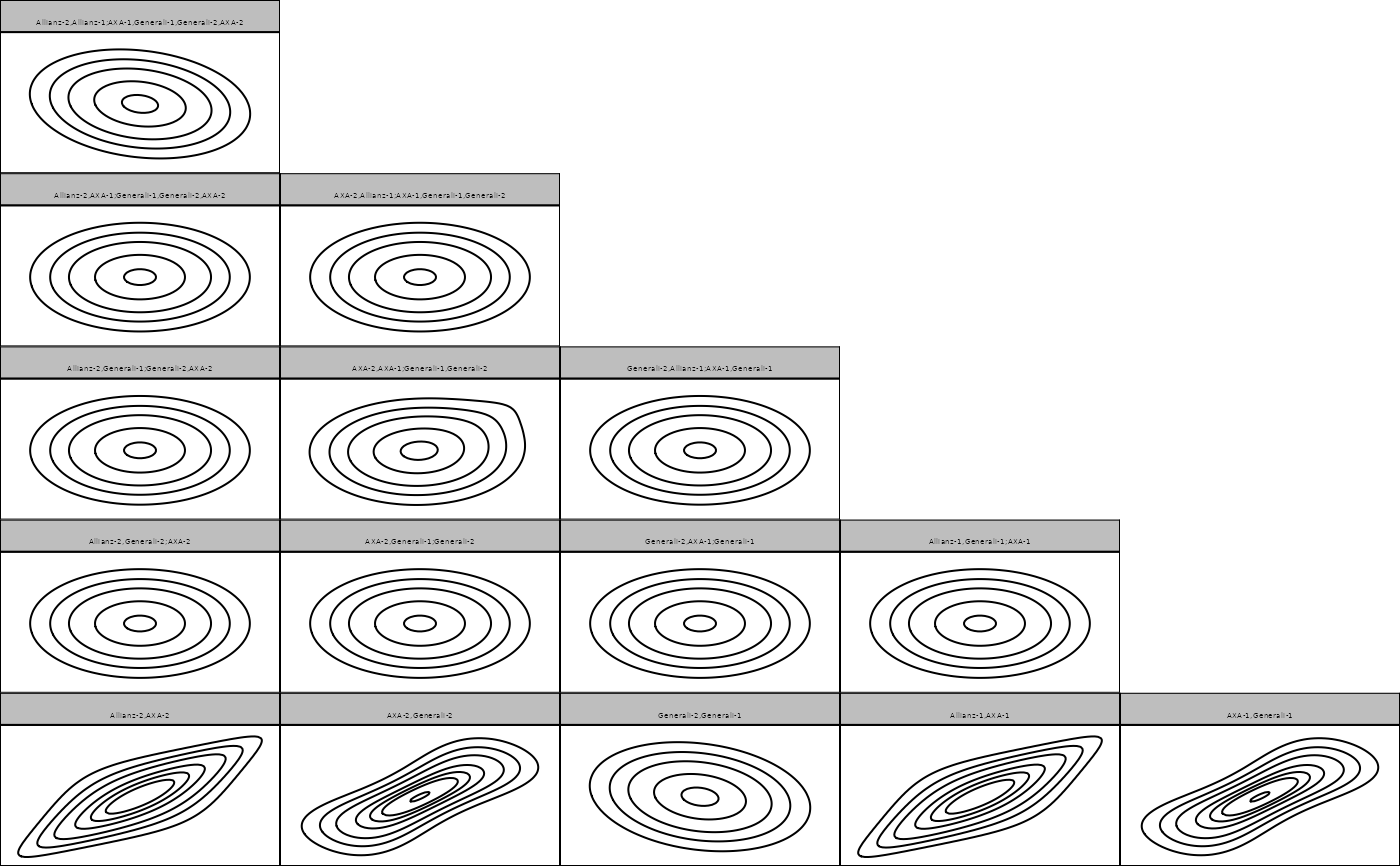 Allianz-2,Allianz-1;AXA-1,Generali-1,Generali-2,AXA-2
Allianz-2,AXA-1;Generali-1,Generali-2,AXA-2
AXA-2,Allianz-1;AXA-1,Generali-1,Generali-2
Allianz-2,Generali-1;Generali-2,AXA-2
AXA-2,AXA-1;Generali-1,Generali-2
Generali-2,Allianz-1;AXA-1,Generali-1
Allianz-2,Generali-2;AXA-2
AXA-2,Generali-1;Generali-2
Generali-2,AXA-1;Generali-1
Allianz-1,Generali-1;AXA-1
Allianz-2,AXA-2
AXA-2,Generali-2
Generali-2,Generali-1
Allianz-1,AXA-1
AXA-1,Generali-1